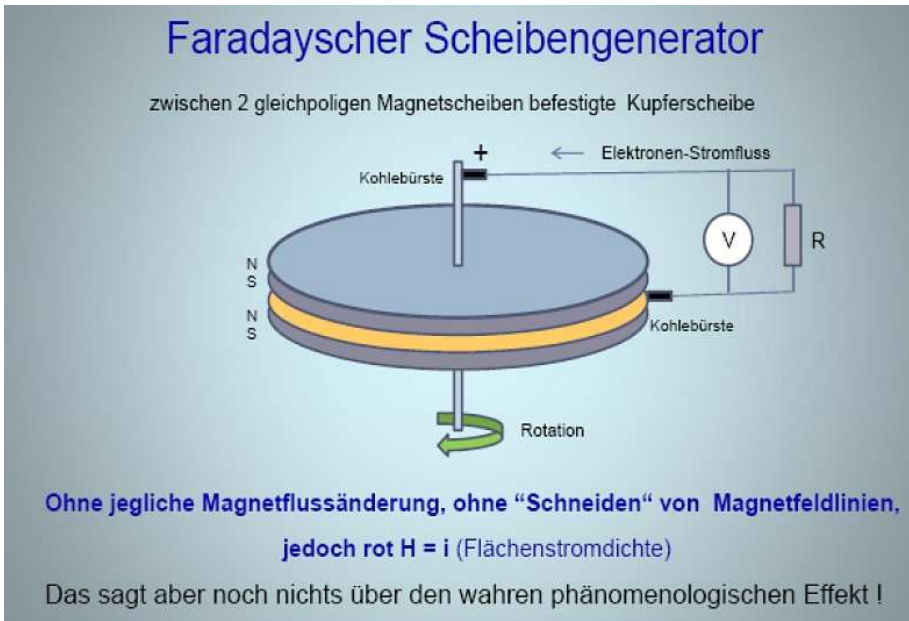 Faradayscher Scheibengenerator
zwischen 2 gleichpoligen Magnetscheiben befestigte Kupferscheibe
+
Elektronen-Stromfluss
Kohlebürste
V
R
N
S
N
S
Kohlebürste
Rotation
Ohne jegliche Magnetflussänderung, ohne “Schneiden“ von Magnetfeldlinien,
jedoch rot H = i (Flächenstromdichte)
Das sagt aber noch nichts über den wahren phänomenologischen Effekt !